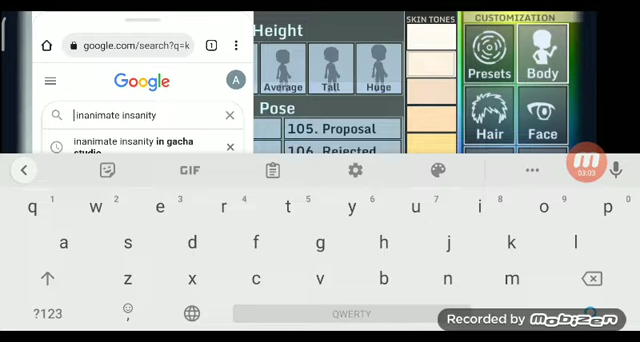 google.com/search?q=k
1
Google
A
inanimate insanity
inanimate insanity in gacha
studio
Height
Average
Tall
Huge
Pose
105. Proposal
106. Rejected
SKIN TONES
CUSTOMIZATION
Presets
Body
Hair
Face
03:03
GIF
q 1 w 2 e 3 r 4 t 5 y 6 u 7 i 8 o 9 p 0
a s d f g h j k l
z x c v b n m
?123
,
QWERTY
Recorded by Mobizen